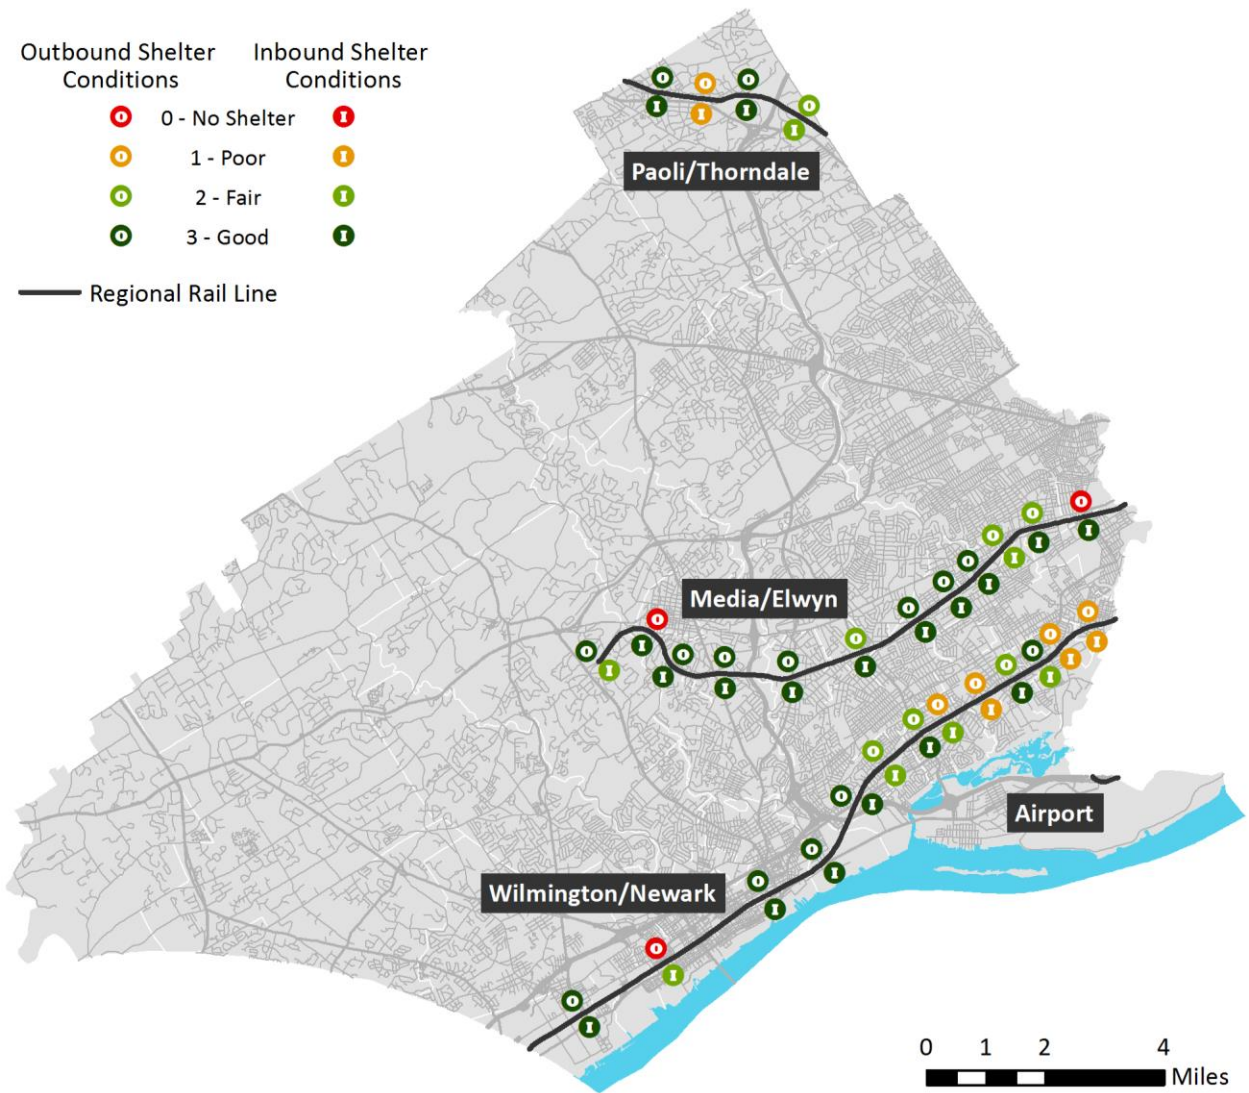 Outbound Shelter Conditions
Inbound Shelter Conditions
0 - No Shelter
1 - Poor
2 - Fair
3 - Good
Regional Rail Line
Paoli/Thorndale
Media/Elwyn
Airport
Wilmington/Newark
0 1 2 4
Miles